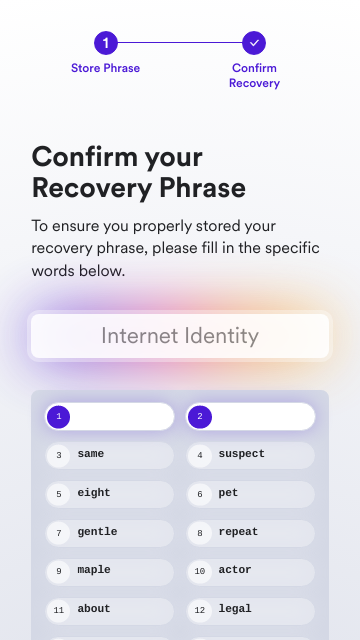 1
Store Phrase
Confirm
Recovery
Confirm your
Recovery Phrase
To ensure you properly stored your
recovery phrase, please fill in the specific
words below.
Internet Identity
1 2
3 same 4 suspect
5 eight 6 pet
7 gentle 8 repeat
9 maple 10 actor
11 about 12 legal